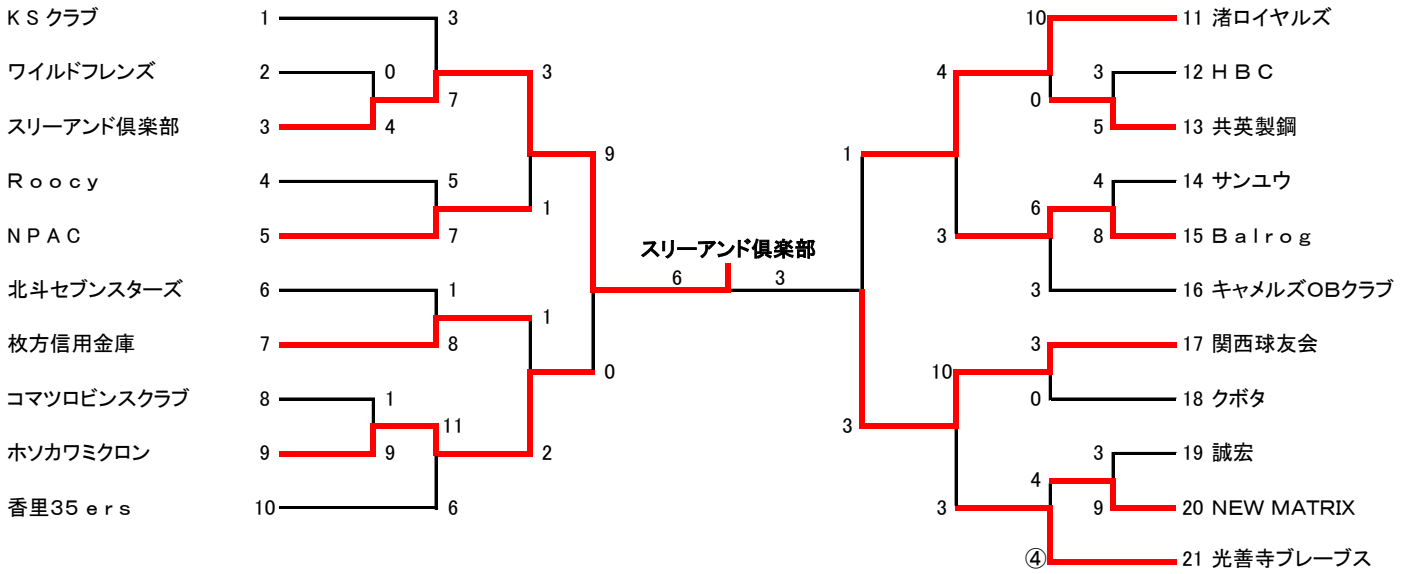 KSクラブ 1 3 10 11 渚ロイヤルズ
ワイルドフレンズ 2 0 3 4 3 12 HBC
7 0
スリーアンド倶楽部 3 4 5 13 共英製鋼
9 1
Roocy 4 5 4 14 サンユウ
1 6
NPAC 5 7 3 8 15 Balrog
スリーアンド倶楽部
6 3
北斗セブンスターズ 6 1 3 16 キャメルズOBクラブ
1
枚方信用金庫 7 8 3 17 関西球友会
0 10
コマツロビンスクラブ 8 1 0 18 クボタ
11 3
ホソカワミクロン 9 9 2 3 19 誠宏
4
香里35ers 10 6 3 9 20 NEW MATRIX
④ 21 光善寺ブレーブス